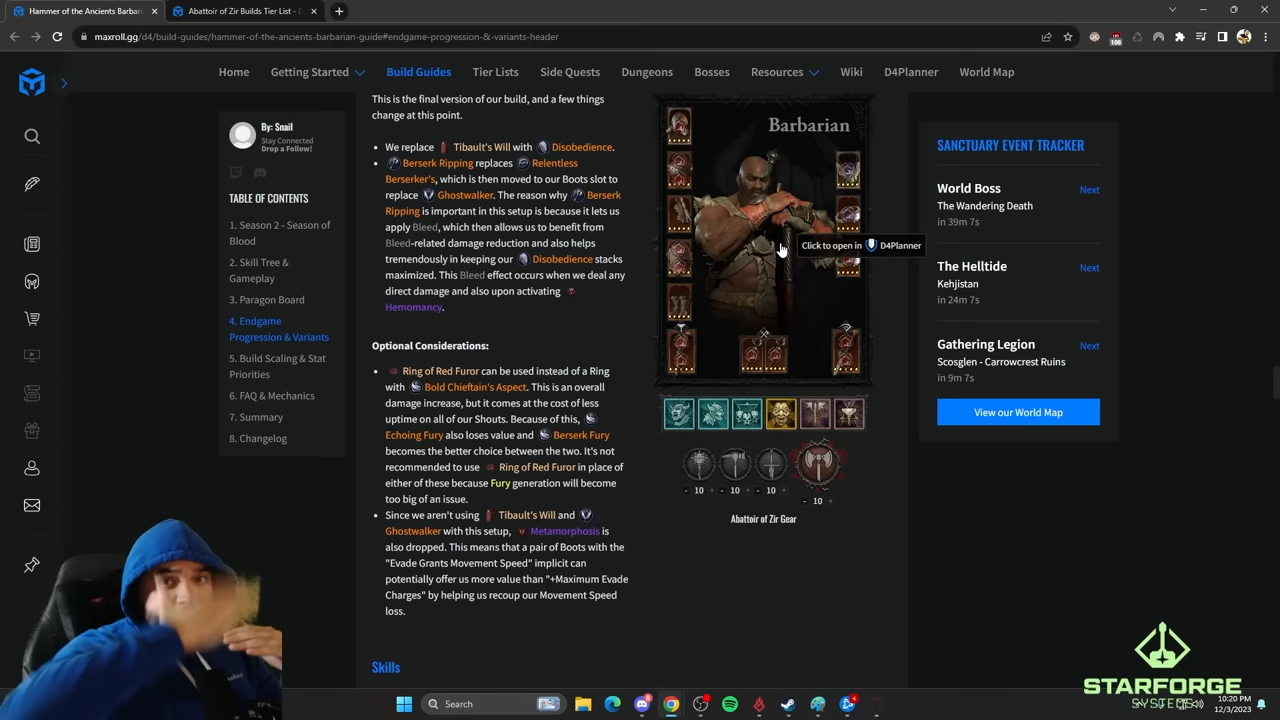 Hammer of the Ancients Barbar
Abattoir of Zir Builds Tier List - D
maxroll.gg/d4/build-guides/hammer-of-the-ancients-barbarian-guide#endgame-progression-&-variants-header
108
Home
Getting Started
Build Guides
Tier Lists
Side Quests
Dungeons
Bosses
Resources
Wiki
D4Planner
World Map
By: Snail
Stay Connected
Drop a Follow!
TABLE OF CONTENTS
1. Season 2 - Season of
Blood
2. Skill Tree &
Gameplay
3. Paragon Board
4. Endgame
Progression & Variants
5. Build Scaling & Stat
Priorities
6. FAQ & Mechanics
7. Summary
8. Changelog
This is the final version of our build, and a few things
change at this point.
We replace Tibault's Will with Disobedience.
Berserk Ripping replaces Relentless
Berserker's, which is then moved to our Boots slot to
replace Ghostwalker. The reason why Berserk
Ripping is important in this setup is because it lets us
apply Bleed, which then allows us to benefit from
Bleed-related damage reduction and also helps
tremendously in keeping our Disobedience stacks
maximized. This Bleed effect occurs when we deal any
direct damage and also upon activating
Hemomancy.
Optional Considerations:
Ring of Red Furor can be used instead of a Ring
with Bold Chieftain's Aspect. This is an overall
damage increase, but it comes at the cost of less
uptime on all of our Shouts. Because of this,
Echoing Fury also loses value and Berserk Fury
becomes the better choice between the two. It's not
recommended to use Ring of Red Furor in place of
either of these because Fury generation will become
too big of an issue.
Since we aren't using Tibault's Will and
Ghostwalker with this setup, Metamorphosis is
also dropped. This means that a pair of Boots with the
"Evade Grants Movement Speed" implicit can
potentially offer us more value than "+Maximum Evade
Charges" by helping us recoup our Movement Speed
loss.
Skills
Barbarian
Click to open in D4Planner
- 10 + - 10 + - 10 +
- 10 +
Abattoir of Zir Gear
SANCTUARY EVENT TRACKER
World Boss
Next
The Wandering Death
in 39m 7s
The Helltide
Next
Kehjistan
in 24m 7s
Gathering Legion
Next
Scosglen - Carrowcrest Ruins
in 9m 7s
View our World Map
STARFORGE
SYSTEMS
Search
10:20 PM
12/3/2023